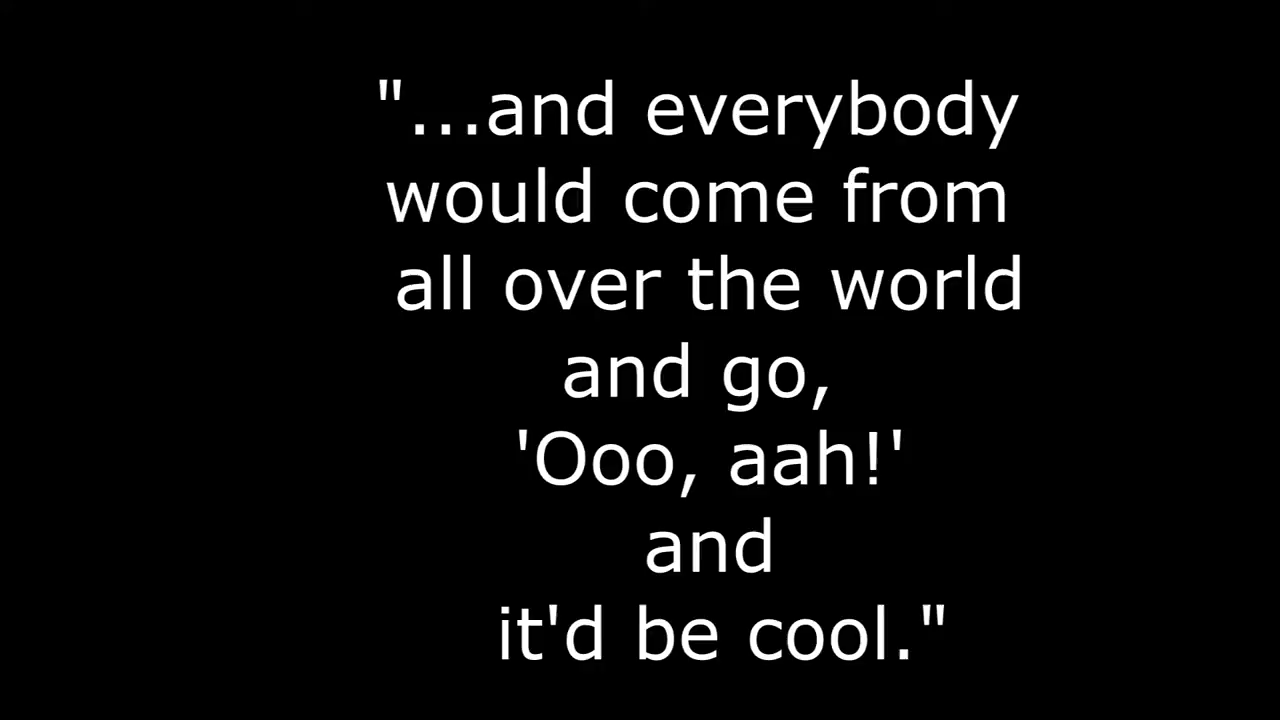 "...and everybody
would come from
all over the world
and go,
'Ooo, aah!'
and
it'd be cool."